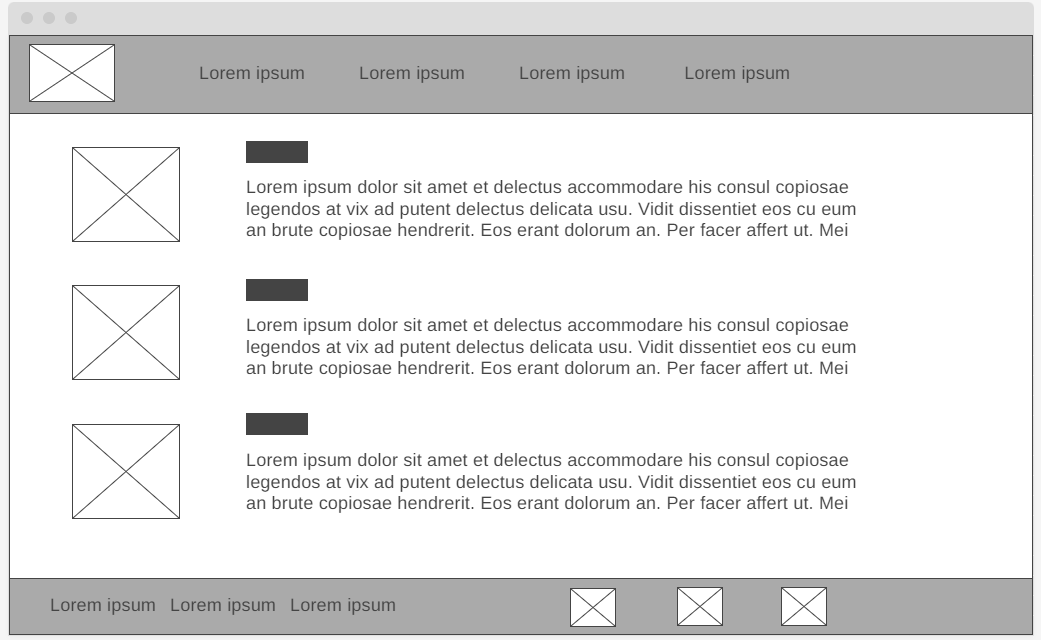 Lorem ipsum Lorem ipsum Lorem ipsum Lorem ipsum
Lorem ipsum dolor sit amet et delectus accommodare his consul copiosae
legendos at vix ad putent delectus delicata usu. Vidit dissentiet eos cu eum
an brute copiosae hendrerit. Eos erant dolorum an. Per facer affert ut. Mei
Lorem ipsum dolor sit amet et delectus accommodare his consul copiosae
legendos at vix ad putent delectus delicata usu. Vidit dissentiet eos cu eum
an brute copiosae hendrerit. Eos erant dolorum an. Per facer affert ut. Mei
Lorem ipsum dolor sit amet et delectus accommodare his consul copiosae
legendos at vix ad putent delectus delicata usu. Vidit dissentiet eos cu eum
an brute copiosae hendrerit. Eos erant dolorum an. Per facer affert ut. Mei
Lorem ipsum Lorem ipsum Lorem ipsum